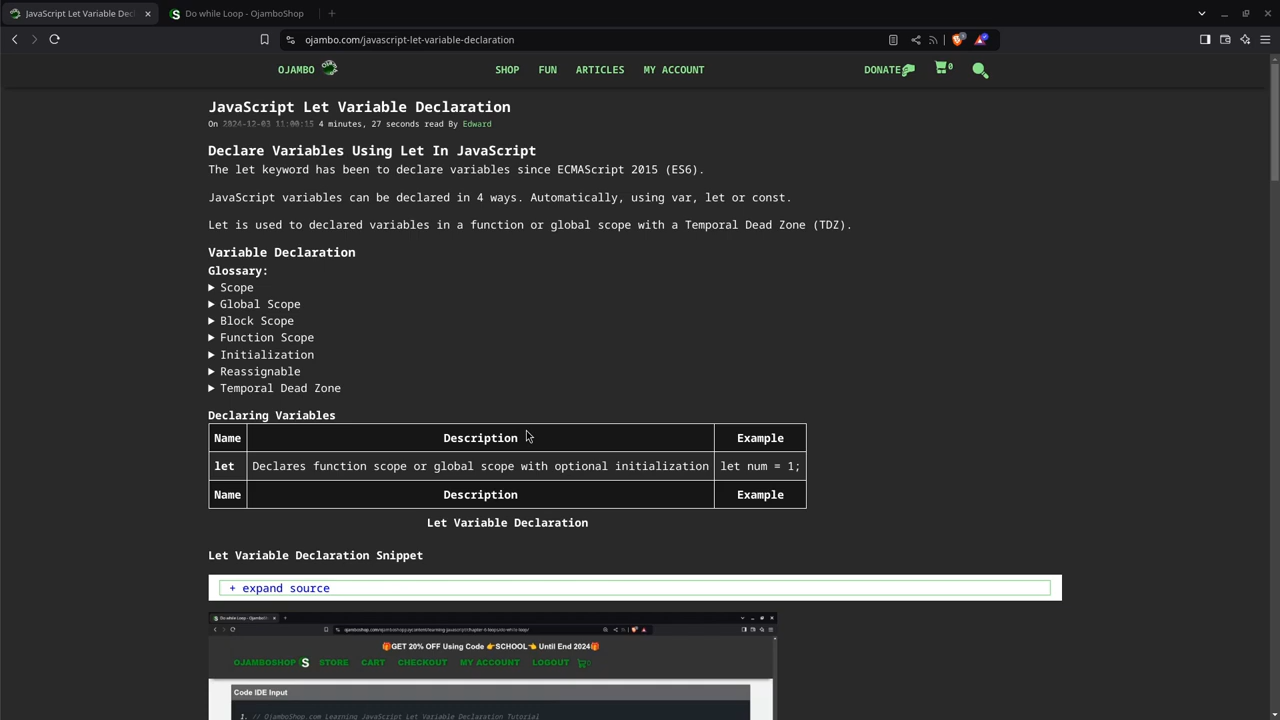 JavaScript Let Variable Decl
Do while Loop - OjamboShop
ojambo.com/javascript-let-variable-declaration
OJAMBO SHOP FUN ARTICLES MY ACCOUNT DONATE 0
JavaScript Let Variable Declaration
On 2024-12-03 11:00:15 4 minutes, 27 seconds read By Edward
Declare Variables Using Let In JavaScript
The let keyword has been to declare variables since ECMAScript 2015 (ES6).
JavaScript variables can be declared in 4 ways. Automatically, using var, let or const.
Let is used to declared variables in a function or global scope with a Temporal Dead Zone (TDZ).
Variable Declaration
Glossary:
Scope
Global Scope
Block Scope
Function Scope
Initialization
Reassignable
Temporal Dead Zone
Declaring Variables
Name Description Example
let Declares function scope or global scope with optional initialization let num = 1;
Name Description Example
Let Variable Declaration
Let Variable Declaration Snippet
+ expand source
Do while Loop - OjamboShop
GET 20% OFF Using Code SCHOOL Until End 2024
OJAMBOSHOP STORE CART CHECKOUT MY ACCOUNT LOGOUT
Code IDE Input
1. // OjamboShop.com Learning JavaScript Let Variable Declaration Tutorial